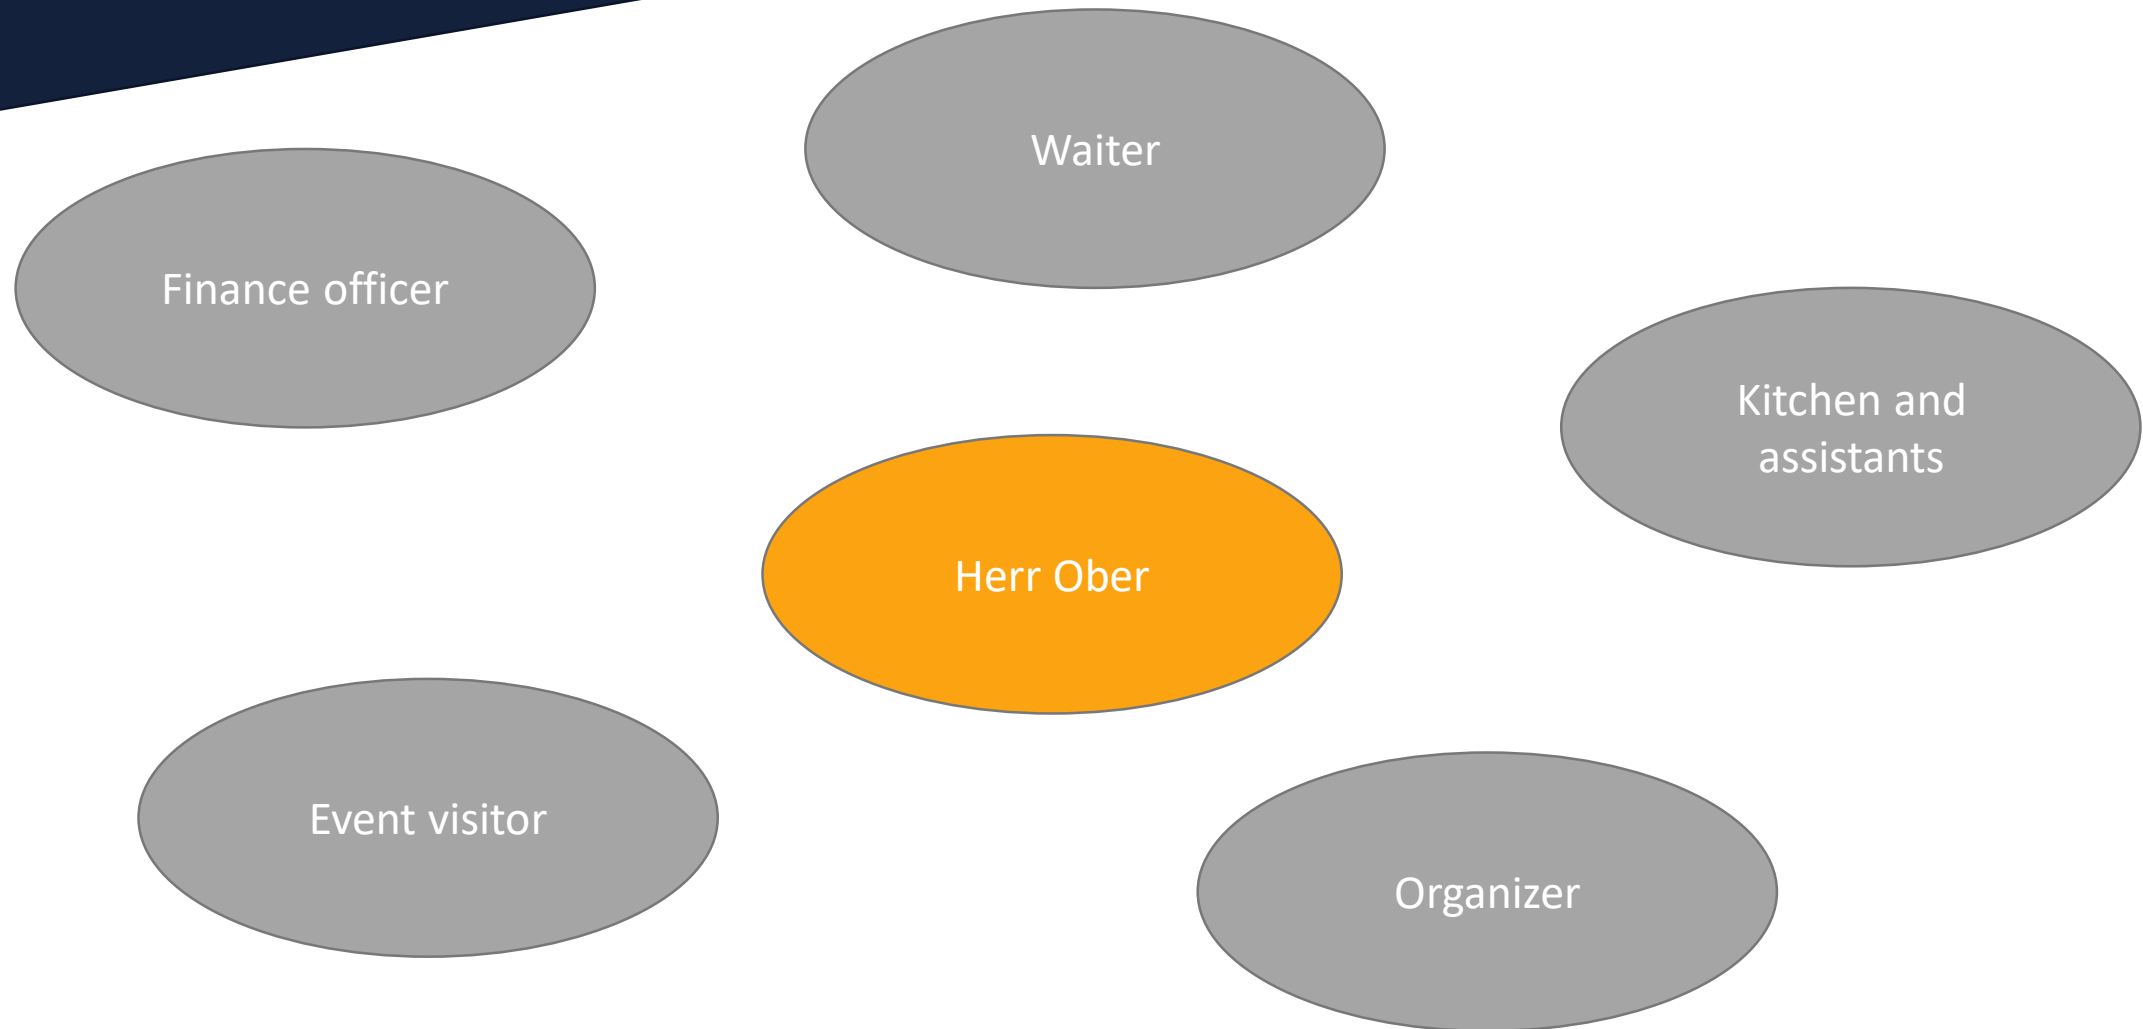 Waiter
Finance officer
Kitchen and
assistants
Herr Ober
Event visitor
Organizer